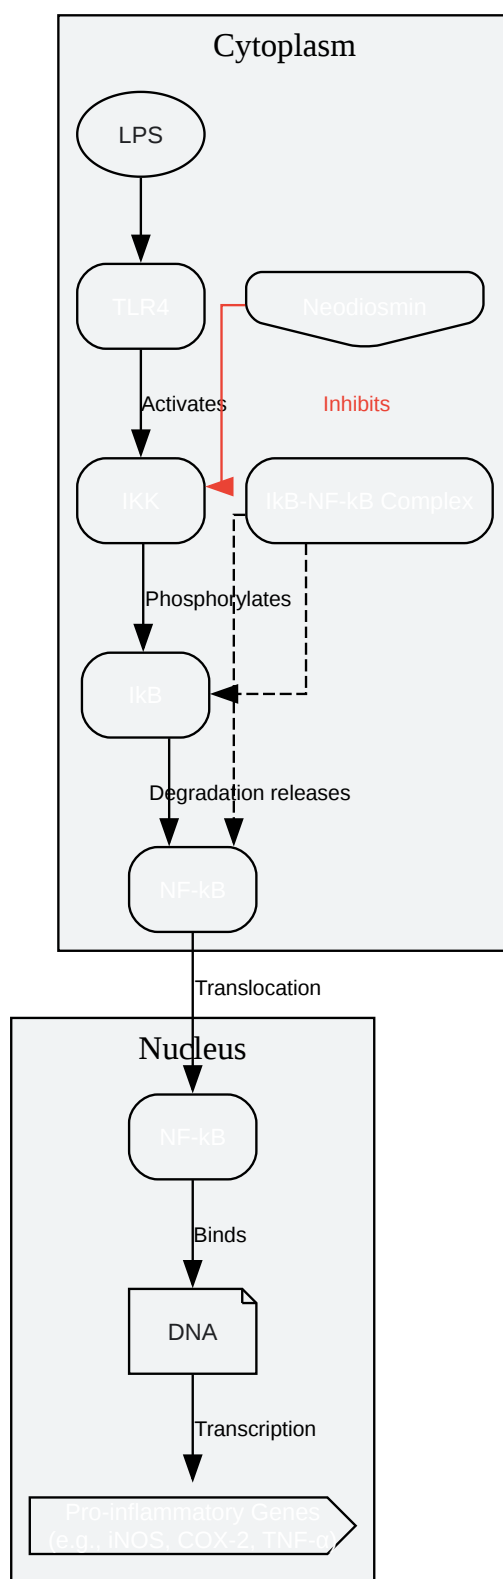 Cytoplasm
LPS
TLR4
Neodiosmin
Activates
Inhibits
IKK
IkB-NF-kB Complex
Phosphorylates
IkB
Degradation releases
NF-kB
Translocation
Nucleus
NF-kB
Binds
DNA
Transcription
Pro-inflammatory Genes
(e.g., iNOS, COX-2, TNF-α)